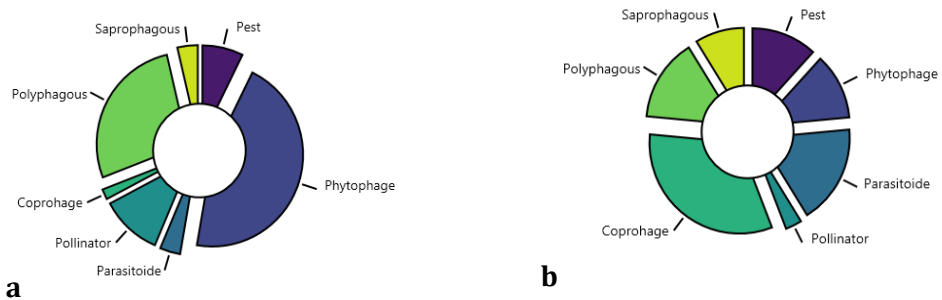 Saprophagous
Pest
Polyphagous
Phytophage
Coprohage
Pollinator
Parasitoide
a
Saprophagous
Pest
Polyphagous
Phytophage
Parasitoide
Coprohage
Pollinator
b